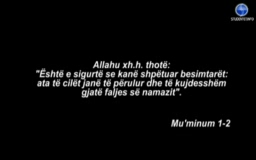 Allahu xh.h. thotë:
"Është e sigurtë se kanë shpëtuar besimtarët:
ata të cilët janë të përulur dhe të kujdesshëm
gjatë faljes së namazit".
Mu'minum 1-2